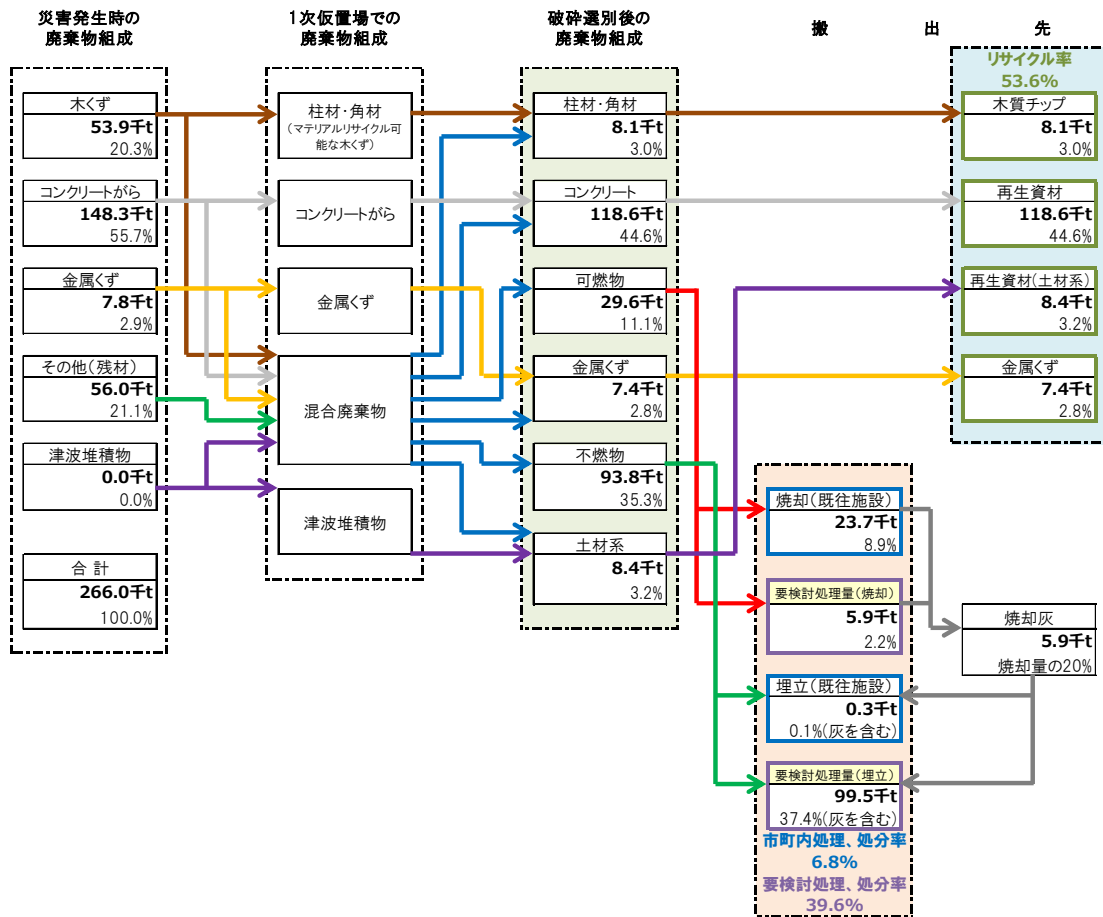 災害発生時の
廃棄物組成
1次仮置場での
廃棄物組成
破砕選別後の
廃棄物組成
搬 出 先
木くず
53.9千t
20.3%
コンクリートがら
148.3千t
55.7%
金属くず
7.8千t
2.9%
その他(残材)
56.0千t
21.1%
津波堆積物
0.0千t
0.0%
合 計
266.0千t
100.0%
柱材・角材
(マテリアルリサイクル可
能な木くず)
コンクリートがら
金属くず
混合廃棄物
津波堆積物
柱材・角材
8.1千t
3.0%
コンクリート
118.6千t
44.6%
可燃物
29.6千t
11.1%
金属くず
7.4千t
2.8%
不燃物
93.8千t
35.3%
土材系
8.4千t
3.2%
リサイクル率
53.6%
木質チップ
8.1千t
3.0%
再生資材
118.6千t
44.6%
再生資材(土材系)
8.4千t
3.2%
金属くず
7.4千t
2.8%
焼却(既往施設)
23.7千t
8.9%
要検討処理量(焼却)
5.9千t
2.2%
埋立(既往施設)
0.3千t
0.1%(灰を含む)
要検討処理量(埋立)
99.5千t
37.4%(灰を含む)
市町内処理、処分率
6.8%
要検討処理、処分率
39.6%
焼却灰
5.9千t
焼却量の20%